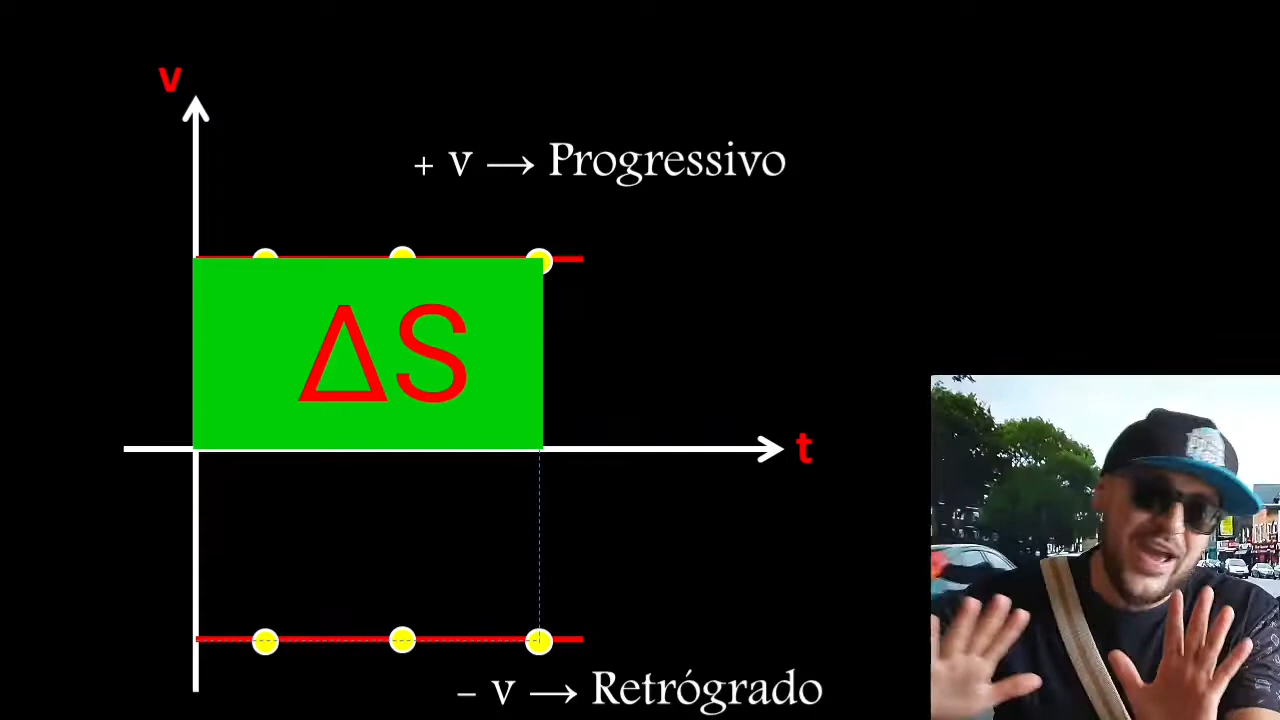 v
+ v → Progressivo
ΔS
t
− v → Retrógrado